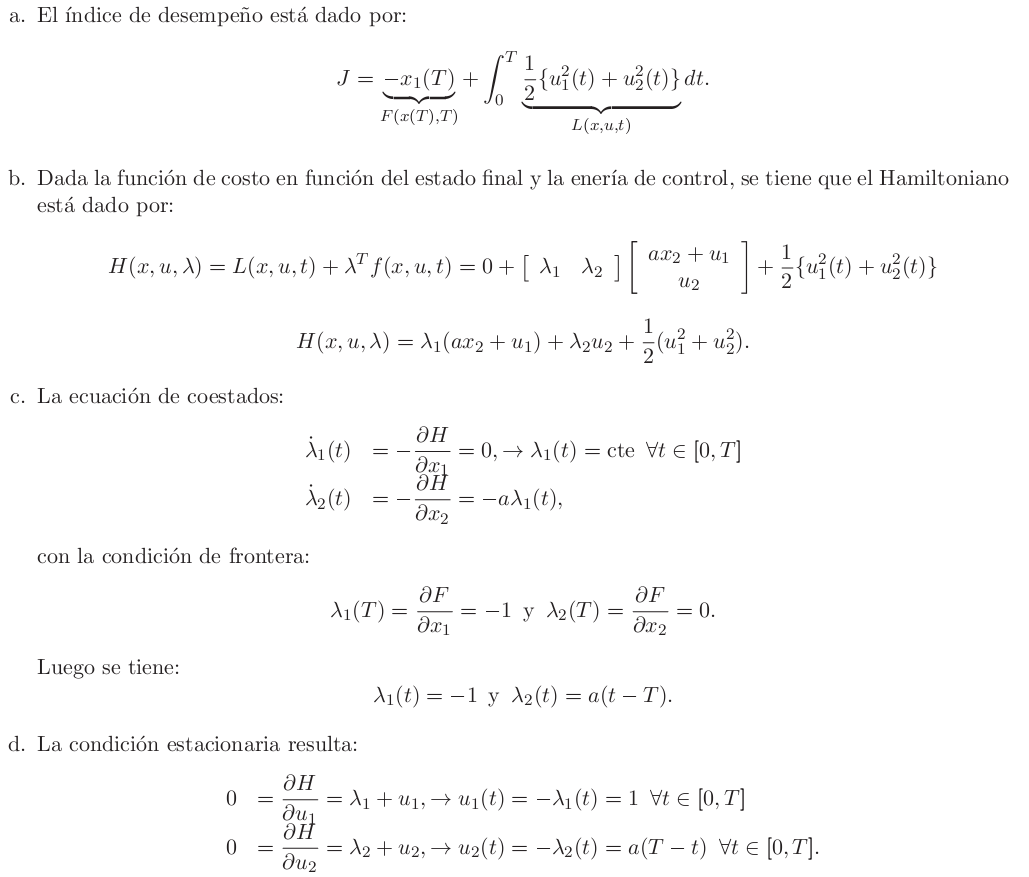 a. El índice de desempeño está dado por:
J = −x₁(T) + ∫₀ᵀ ½{u₁²(t) + u₂²(t)} dt.
F(x(T),T) L(x,u,t)
b. Dada la función de costo en función del estado final y la enería de control, se tiene que el Hamiltoniano
está dado por:
H(x, u, λ) = L(x, u, t) + λᵀ f(x, u, t) = 0 + [ λ₁ λ₂ ] [ ax₂ + u₁ ; u₂ ] + ½{u₁²(t) + u₂²(t)}
H(x, u, λ) = λ₁(ax₂ + u₁) + λ₂u₂ + ½(u₁² + u₂²).
c. La ecuación de coestados:
λ̇₁(t) = −∂H/∂x₁ = 0, → λ₁(t) = cte ∀t ∈ [0, T]
λ̇₂(t) = −∂H/∂x₂ = −aλ₁(t),
con la condición de frontera:
λ₁(T) = ∂F/∂x₁ = −1 y λ₂(T) = ∂F/∂x₂ = 0.
Luego se tiene:
λ₁(t) = −1 y λ₂(t) = a(t − T).
d. La condición estacionaria resulta:
0 = ∂H/∂u₁ = λ₁ + u₁, → u₁(t) = −λ₁(t) = 1 ∀t ∈ [0, T]
0 = ∂H/∂u₂ = λ₂ + u₂, → u₂(t) = −λ₂(t) = a(T − t) ∀t ∈ [0, T].